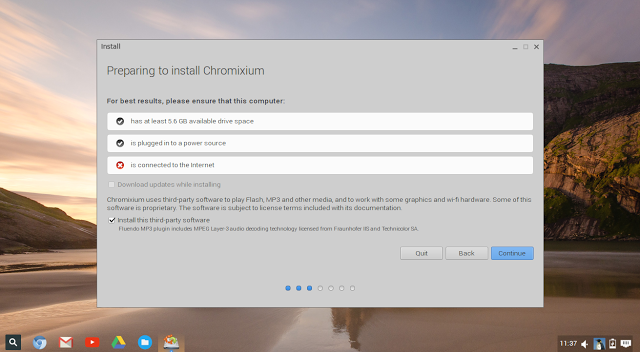 Install
Preparing to install Chromixium
For best results, please ensure that this computer:
has at least 5.6 GB available drive space
is plugged in to a power source
is connected to the Internet
Download updates while installing
Chromixium uses third-party software to play Flash, MP3 and other media, and to work with some graphics and wi-fi hardware. Some of this
software is proprietary. The software is subject to license terms included with its documentation.
Install this third-party software
Fluendo MP3 plugin includes MPEG Layer 3 audio decoding technology licensed from Fraunhofer IIS and Technicolor SA.
Quit Back Continue
11:37